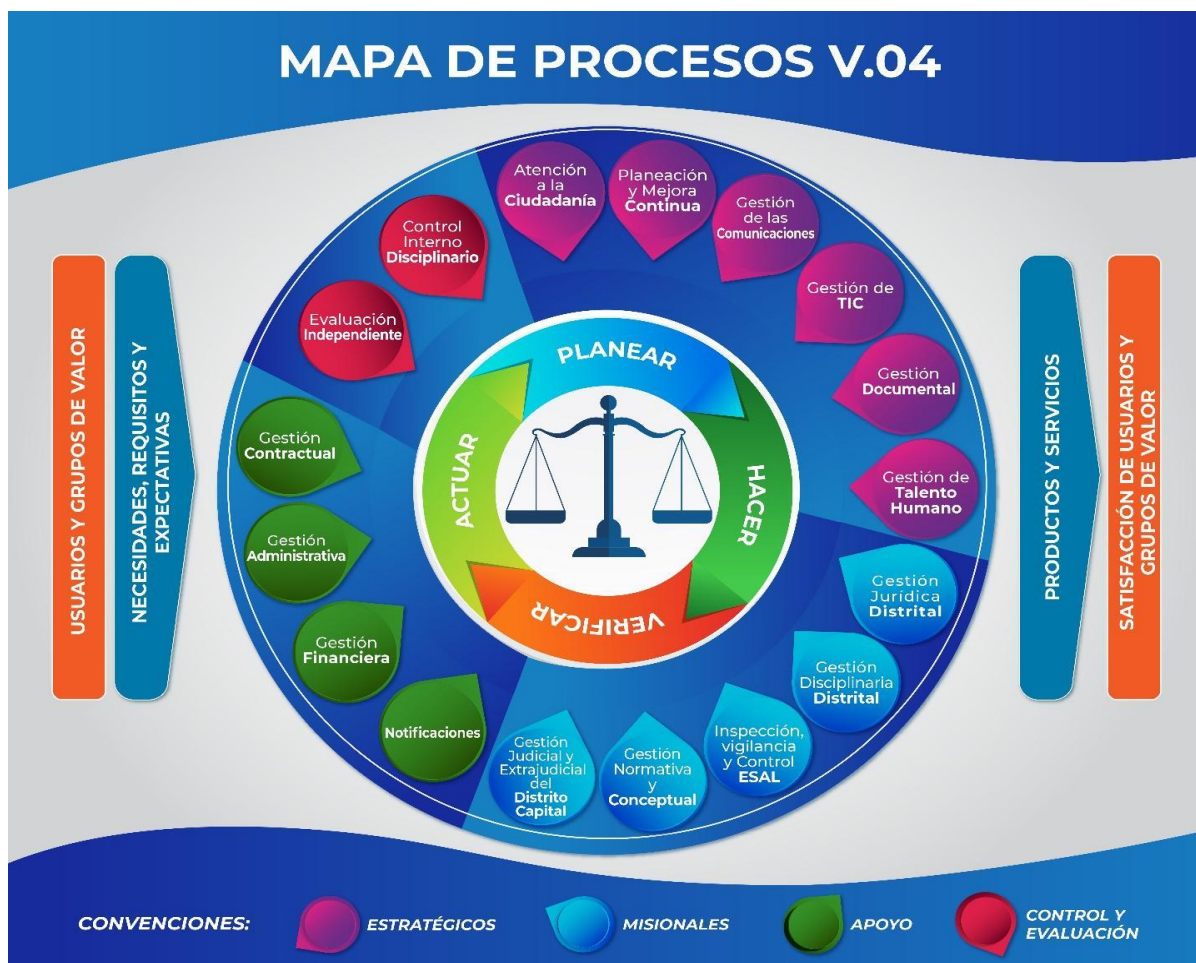 MAPA DE PROCESOS V.04
USUARIOS Y GRUPOS DE VALOR
NECESIDADES, REQUISITOS Y
EXPECTATIVAS
Atención
a la
Ciudadanía
Planeación
y Mejora
Continua
Gestión
de las
Comunicaciones
Gestión de
TIC
Gestión
Documental
Gestión de
Talento
Humano
Gestión
Jurídica
Distrital
Gestión
Disciplinaria
Distrital
Inspección,
vigilancia
y Control
ESAL
Gestión
Normativa
y
Conceptual
Gestión
Judicial y
Extrajudicial
del
Distrito
Capital
Notificaciones
Gestión
Financiera
Gestión
Administrativa
Gestión
Contractual
Evaluación
Independiente
Control
Interno
Disciplinario
PLANEAR
HACER
VERIFICAR
ACTUAR
PRODUCTOS Y SERVICIOS
SATISFACCIÓN DE USUARIOS Y
GRUPOS DE VALOR
CONVENCIONES:
ESTRATÉGICOS
MISIONALES
APOYO
CONTROL Y
EVALUACIÓN